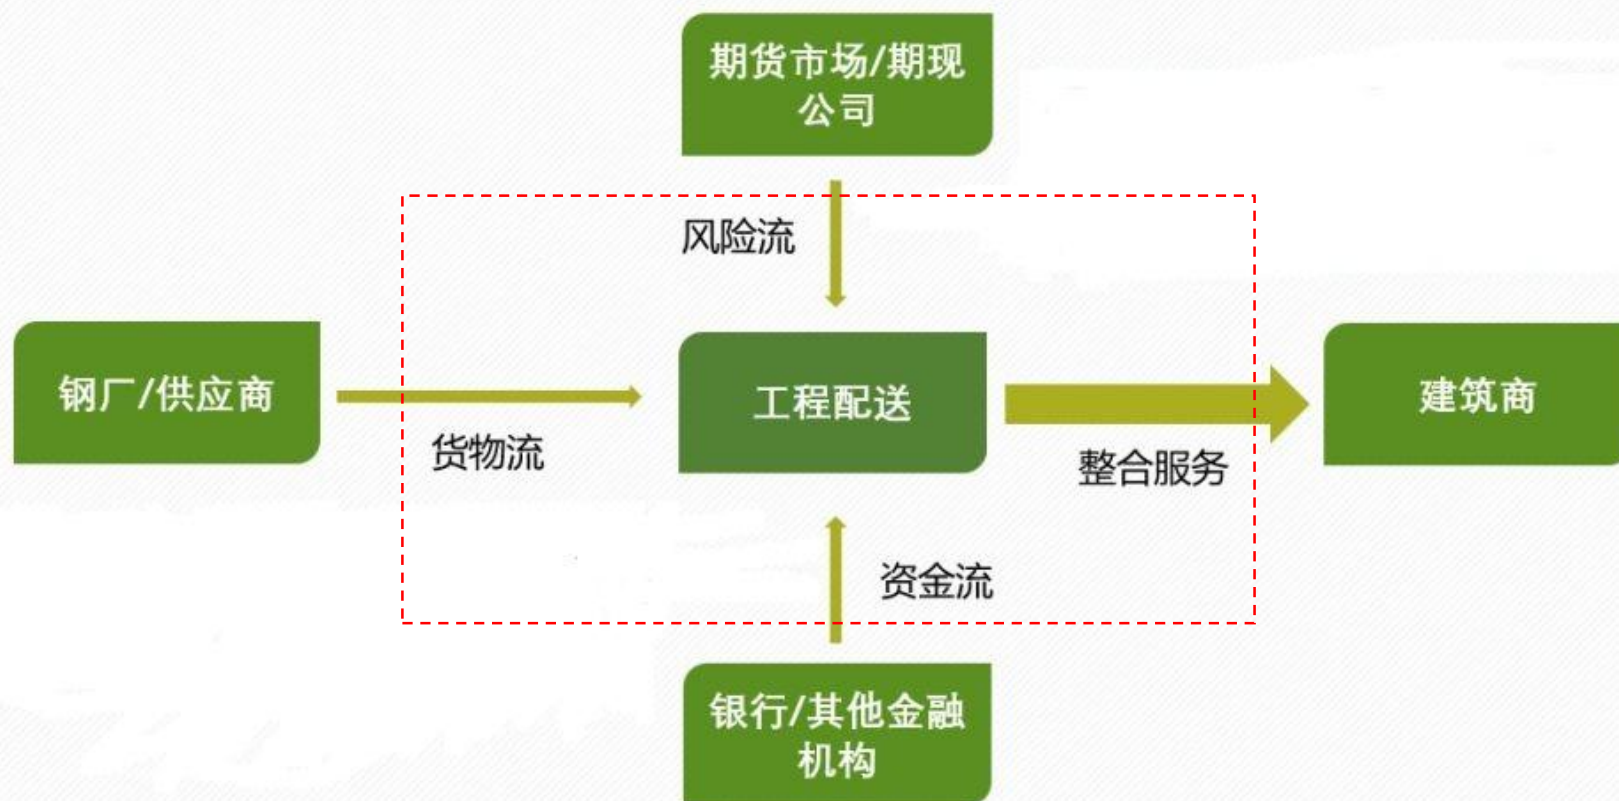 期货市场/期现
公司
风险流
钢厂/供应商
工程配送
建筑商
货物流
整合服务
资金流
银行/其他金融
机构